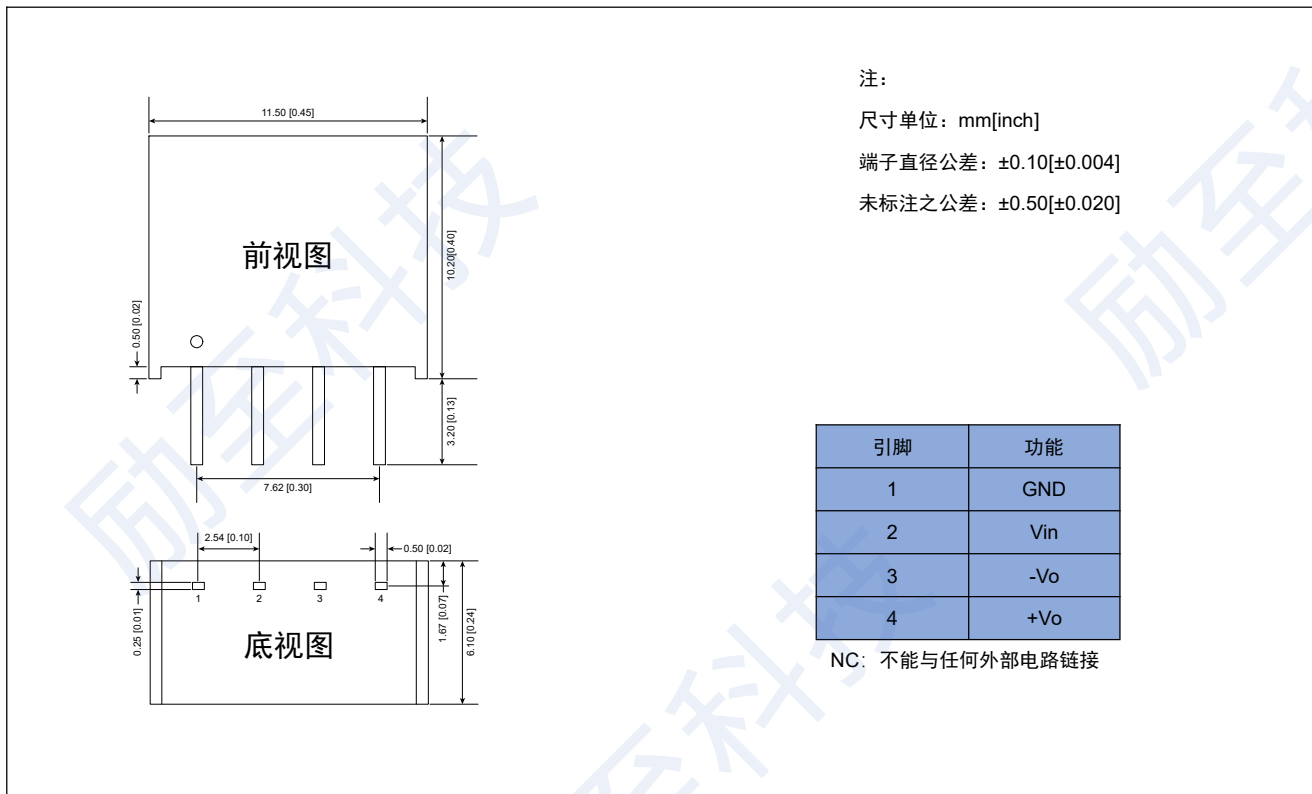 11.50 [0.45]
前视图
10.20[0.40]
0.50 [0.02]
3.20 [0.13]
7.62 [0.30]
2.54 [0.10]
0.50 [0.02]
1 2 3 4
0.25 [0.01]
1.67 [0.07]
6.10 [0.24]
底视图
注：
尺寸单位：mm[inch]
端子直径公差：±0.10[±0.004]
未标注之公差：±0.50[±0.020]
引脚 功能
1 GND
2 Vin
3 -Vo
4 +Vo
NC: 不能与任何外部电路链接
励至科技
励至
科技